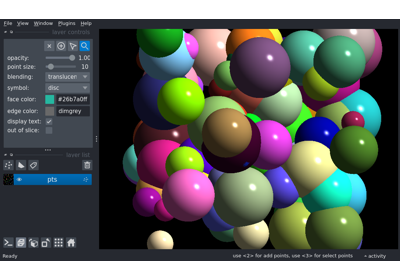 File View Window Plugins Help
layer controls
opacity: 1.00
point size: 10
blending: translucen
symbol: disc
face color: #26b7a0ff
edge color: dimgrey
display text:
out of slice:
layer list
pts
Ready use <2> for add points, use <3> for select points activity